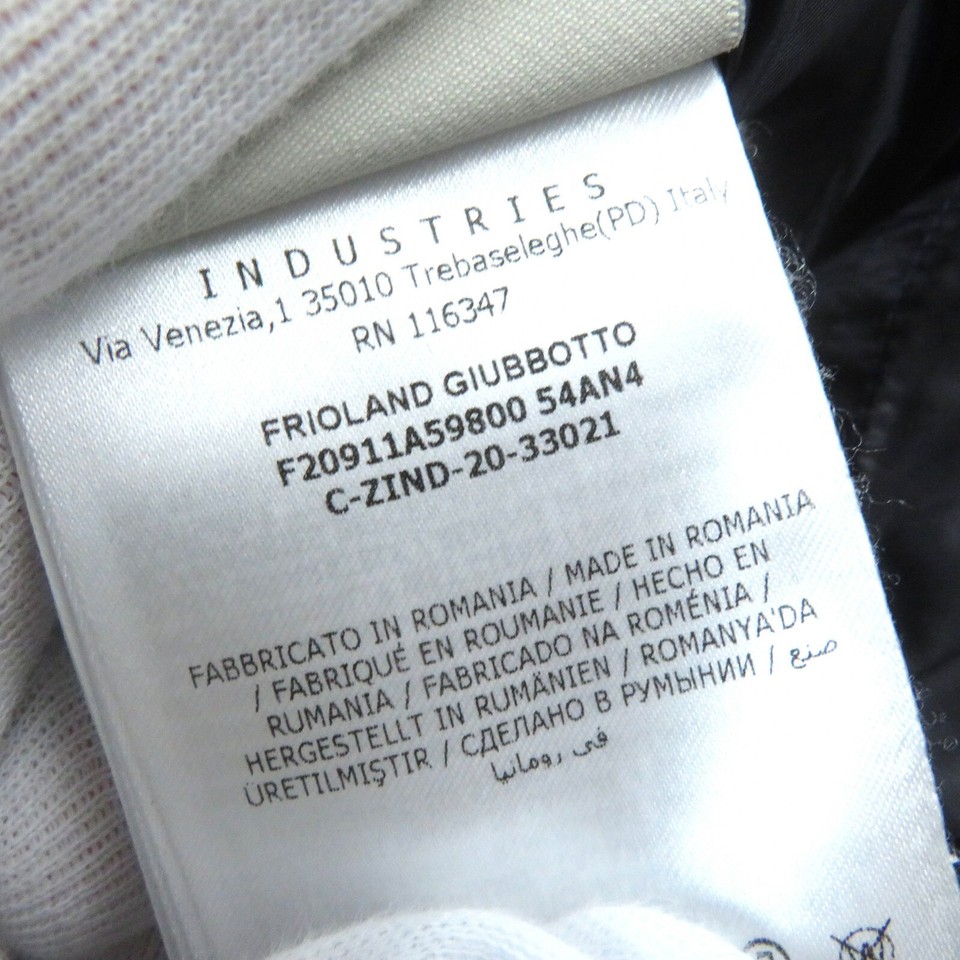 INDUSTRIES
Via Venezia,1 35010 Trebaseleghe(PD) Italy
RN 116347
FRIOLAND GIUBBOTTO
F20911A59800 54AN4
C-ZIND-20-33021
FABBRICATO IN ROMANIA / MADE IN ROMANIA
/ FABRIQUÉ EN ROUMANIE / HECHO EN
RUMANIA / FABRICADO NA ROMÉNIA /
HERGESTELLT IN RUMÄNIEN / ROMANYA'DA
ÜRETILMIŞTIR / СДЕЛАНО В РУМЫНИИ / صنع
في رومانيا